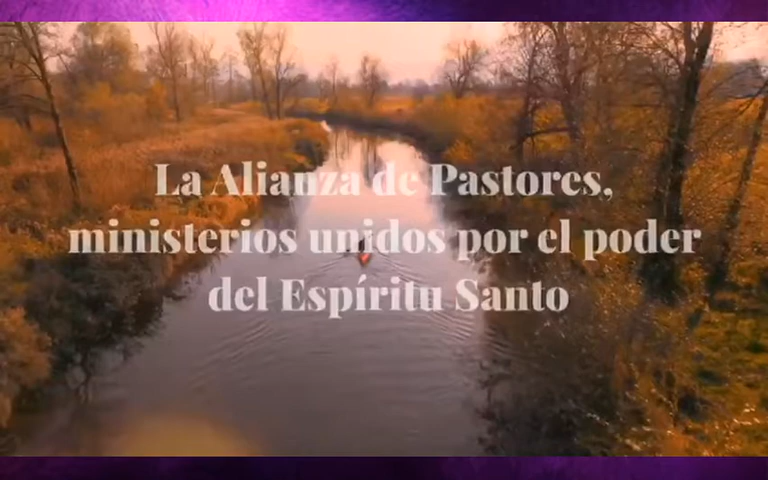 La Alianza de Pastores,
ministerios unidos por el poder
del Espíritu Santo